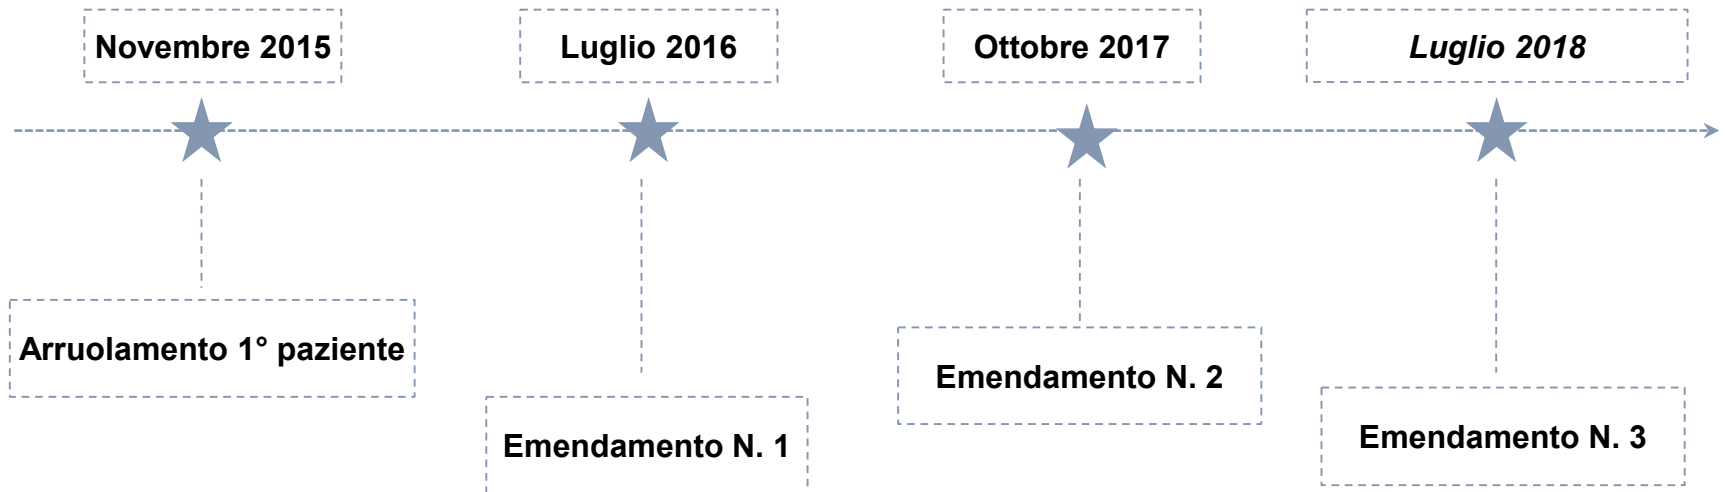 Novembre 2015
Luglio 2016
Ottobre 2017
Luglio 2018
Arruolamento 1° paziente
Emendamento N. 1
Emendamento N. 2
Emendamento N. 3